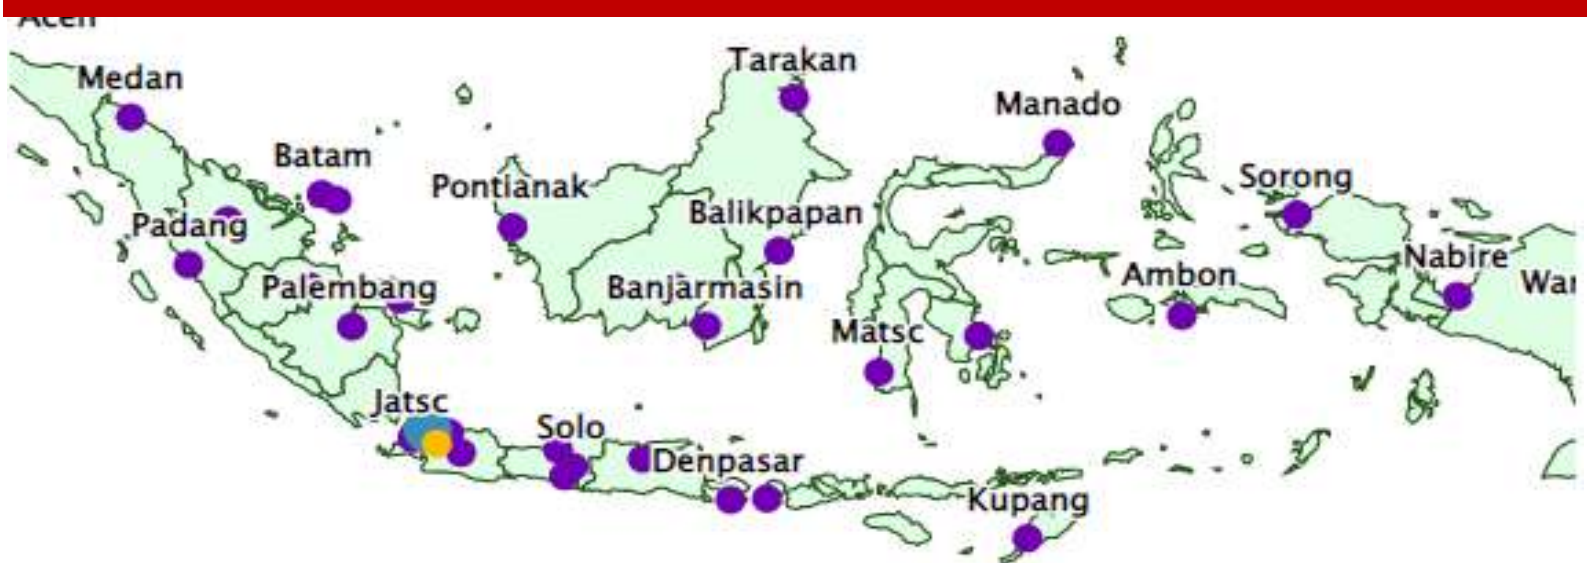 Medan
Tarakan
Manado
Batam
Pontianak
Sorong
Balikpapan
Padang
Nabire
Ambon
Palembang
Banjarmasin
Matsc
Jatsc
Solo
Denpasar
Kupang